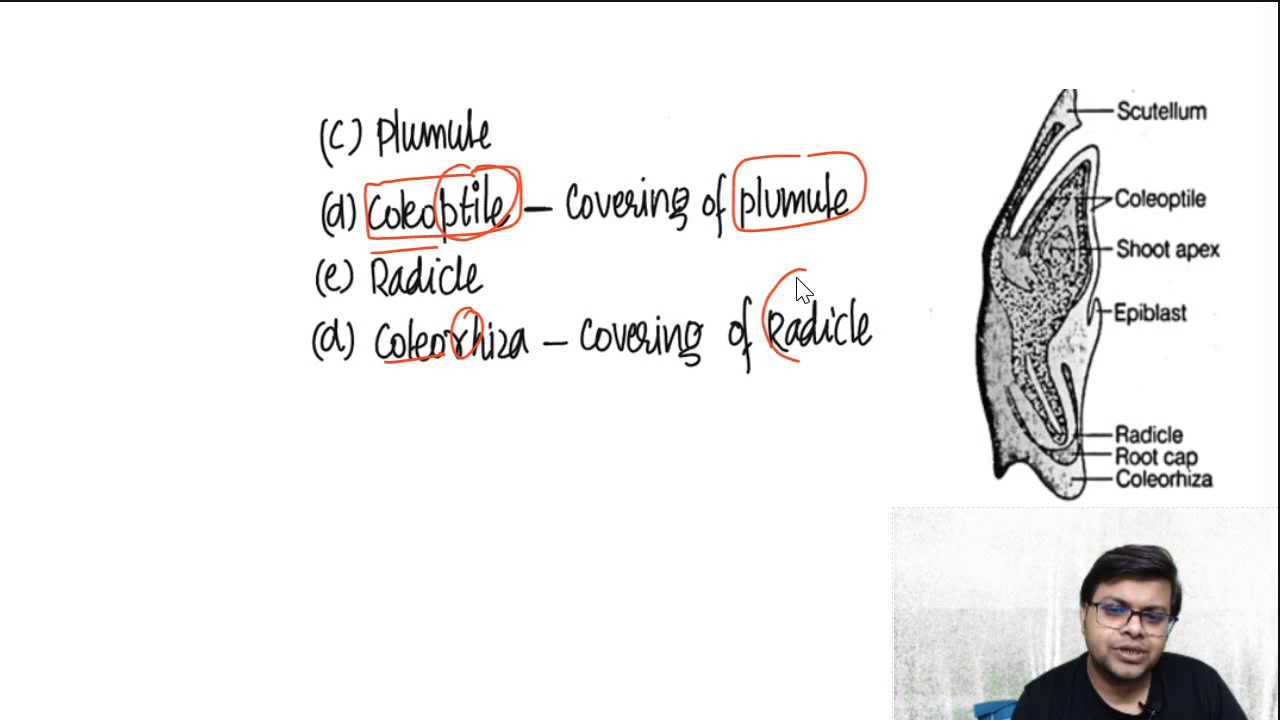 (c) Plumule
(d) Coleoptile – Covering of plumule
(e) Radicle
(d) Coleorhiza – Covering of Radicle
Scutellum
Coleoptile
Shoot apex
Epiblast
Radicle
Root cap
Coleorhiza